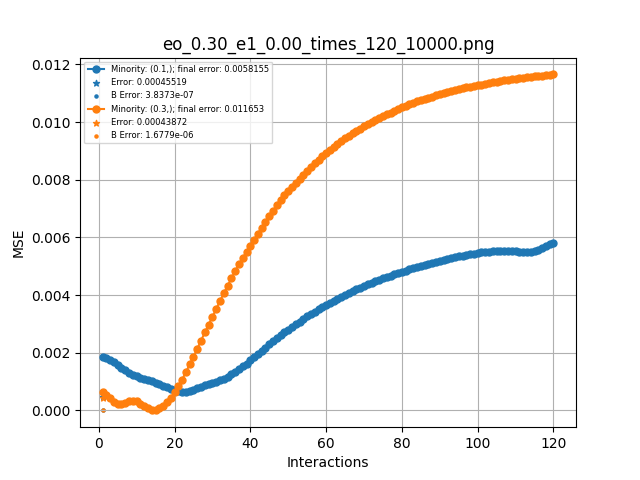 eo_0.30_e1_0.00_times_120_10000.png
Minority: (0.1,); final error: 0.0058155
Error: 0.00045519
B Error: 3.8373e-07
Minority: (0.3,); final error: 0.011653
Error: 0.00043872
B Error: 1.6779e-06
0.012
0.010
0.008
0.006
0.004
0.002
0.000
MSE
0 20 40 60 80 100 120
Interactions